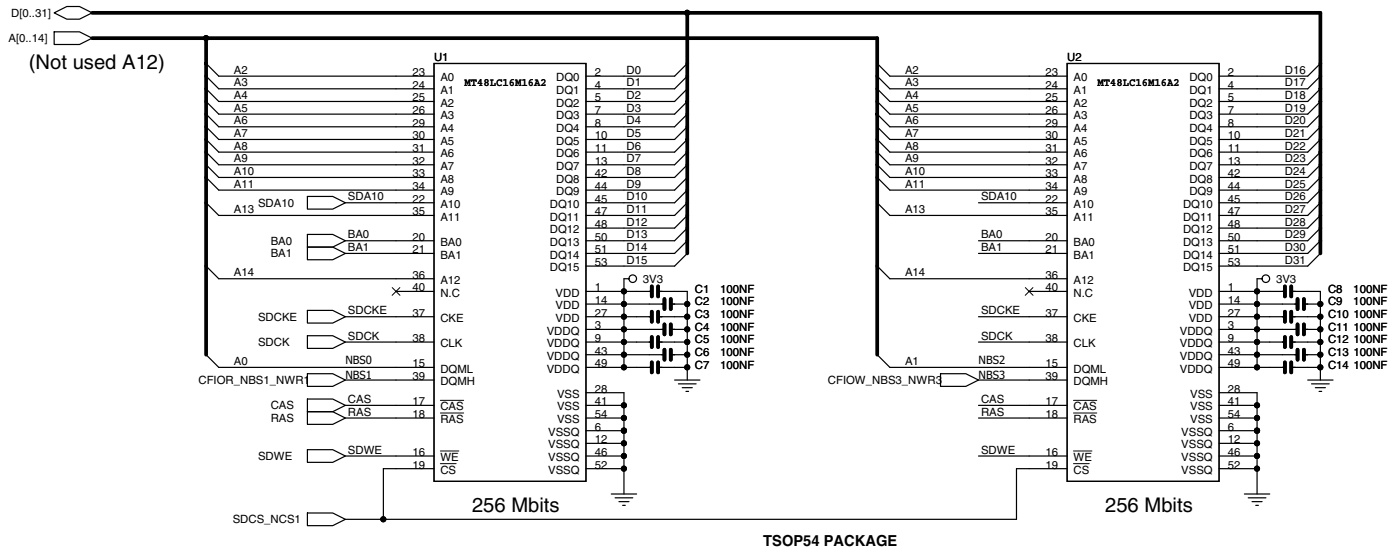 D[0..31]
A[0..14]
(Not used A12)
U1
MT48LC16M16A2
A2 23 A0 DQ0 2 D0
A3 24 A1 DQ1 4 D1
A4 25 A2 DQ2 5 D2
A5 26 A3 DQ3 7 D3
A6 29 A4 DQ4 8 D4
A7 30 A5 DQ5 10 D5
A8 31 A6 DQ6 11 D6
A9 32 A7 DQ7 13 D7
A10 33 A8 DQ8 42 D8
A11 34 A9 DQ9 44 D9
SDA10 SDA10 22 A10 DQ10 45 D10
A13 35 A11 DQ11 47 D11
DQ12 48 D12
BA0 BA0 20 BA0 DQ13 50 D13
BA1 BA1 21 BA1 DQ14 51 D14
DQ15 53 D15
A14 36 A12
3V3
40 N.C VDD 1 C1 100NF
VDD 14 C2 100NF
SDCKE SDCKE 37 CKE VDD 27 C3 100NF
VDDQ 3 C4 100NF
SDCK SDCK 38 CLK VDDQ 9 C5 100NF
VDDQ 43 C6 100NF
A0 NBS0 15 DQML VDDQ 49 C7 100NF
CFIOR_NBS1_NWR1 NBS1 39 DQMH
VSS 28
CAS CAS 17 CAS VSS 41
RAS RAS 18 RAS VSS 54
VSSQ 6
VSSQ 12
SDWE SDWE 16 WE VSSQ 46
19 CS VSSQ 52
256 Mbits
SDCS_NCS1
U2
MT48LC16M16A2
A2 23 A0 DQ0 2 D16
A3 24 A1 DQ1 4 D17
A4 25 A2 DQ2 5 D18
A5 26 A3 DQ3 7 D19
A6 29 A4 DQ4 8 D20
A7 30 A5 DQ5 10 D21
A8 31 A6 DQ6 11 D22
A9 32 A7 DQ7 13 D23
A10 33 A8 DQ8 42 D24
A11 34 A9 DQ9 44 D25
SDA10 22 A10 DQ10 45 D26
A13 35 A11 DQ11 47 D27
DQ12 48 D28
BA0 20 BA0 DQ13 50 D29
BA1 21 BA1 DQ14 51 D30
DQ15 53 D31
A14 36 A12
3V3
40 N.C VDD 1 C8 100NF
VDD 14 C9 100NF
SDCKE 37 CKE VDD 27 C10 100NF
VDDQ 3 C11 100NF
SDCK 38 CLK VDDQ 9 C12 100NF
VDDQ 43 C13 100NF
A1 NBS2 15 DQML VDDQ 49 C14 100NF
CFIOW_NBS3_NWR3 NBS3 39 DQMH
VSS 28
CAS 17 CAS VSS 41
RAS 18 RAS VSS 54
VSSQ 6
VSSQ 12
SDWE 16 WE VSSQ 46
19 CS VSSQ 52
256 Mbits
TSOP54 PACKAGE